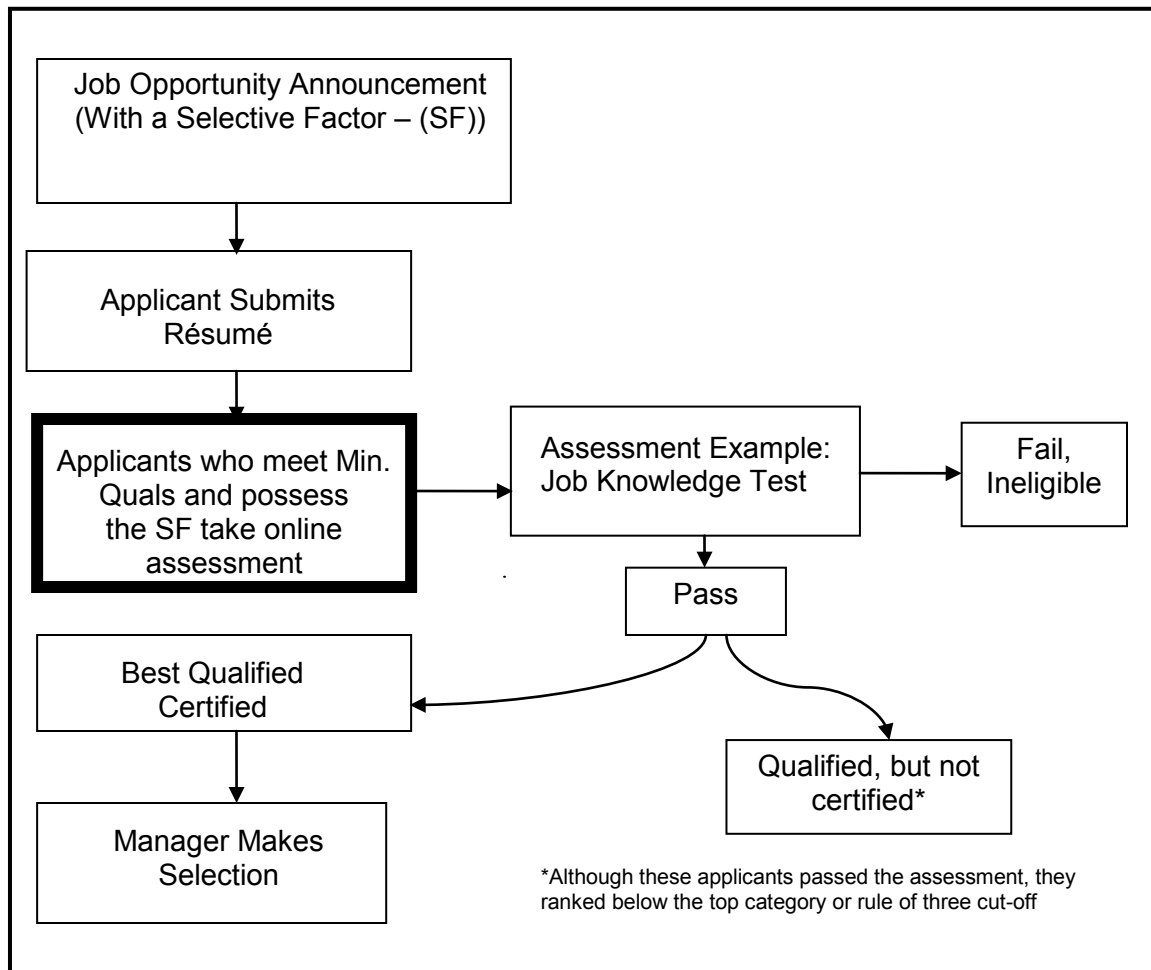 Job Opportunity Announcement
(With a Selective Factor – (SF))
Applicant Submits
Résumé
Applicants who meet Min.
Quals and possess
the SF take online
assessment
Assessment Example:
Job Knowledge Test
Fail,
Ineligible
Pass
Best Qualified
Certified
Qualified, but not
certified*
Manager Makes
Selection
*Although these applicants passed the assessment, they
ranked below the top category or rule of three cut-off